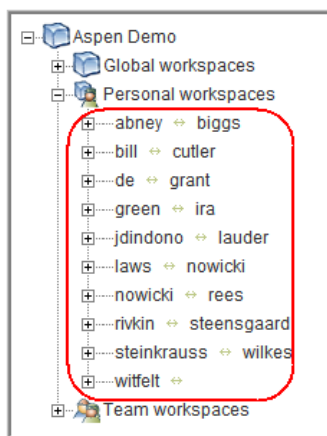 Aspen Demo
Global workspaces
Personal workspaces
abney ↔ biggs
bill ↔ cutler
de ↔ grant
green ↔ ira
jdindono ↔ lauder
laws ↔ nowicki
nowicki ↔ rees
rivkin ↔ steensgaard
steinkrauss ↔ wilkes
witfelt ↔
Team workspaces